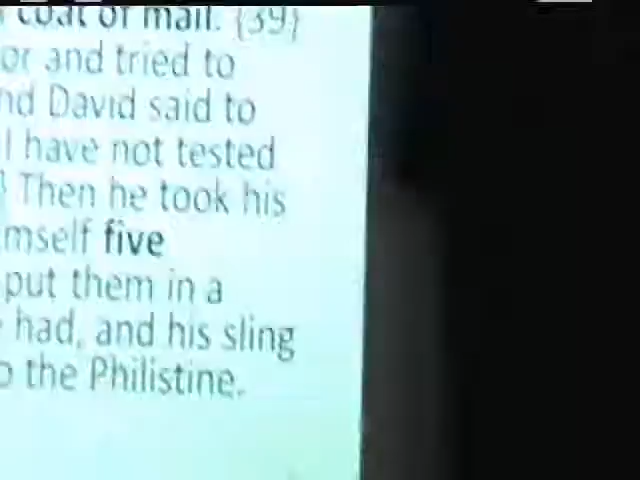 coat of mail. (39)
or and tried to
nd David said to
I have not tested
Then he took his
mself five
put them in a
had, and his sling
o the Philistine.